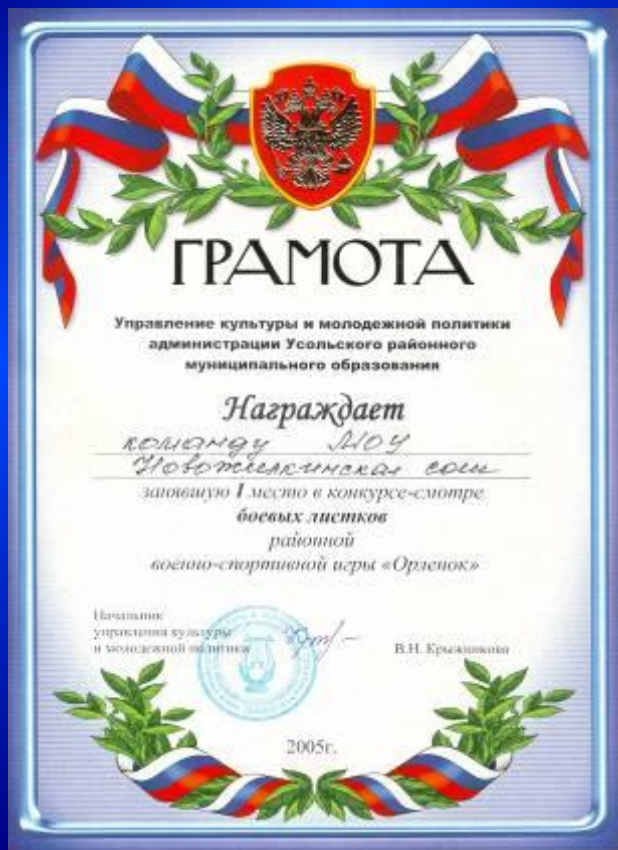 ГРАМОТА
Управление культуры и молодежной политики
администрации Усольского районного
муниципального образования
Награждает
команду МОУ
Новожилкинская сош
занявшую I место в конкурсе-смотре
боевых листков
районной
военно-спортивной игры «Орленок»
Начальник
управления культуры
и молодежной политики
В.Н. Крыжникова
2005г.